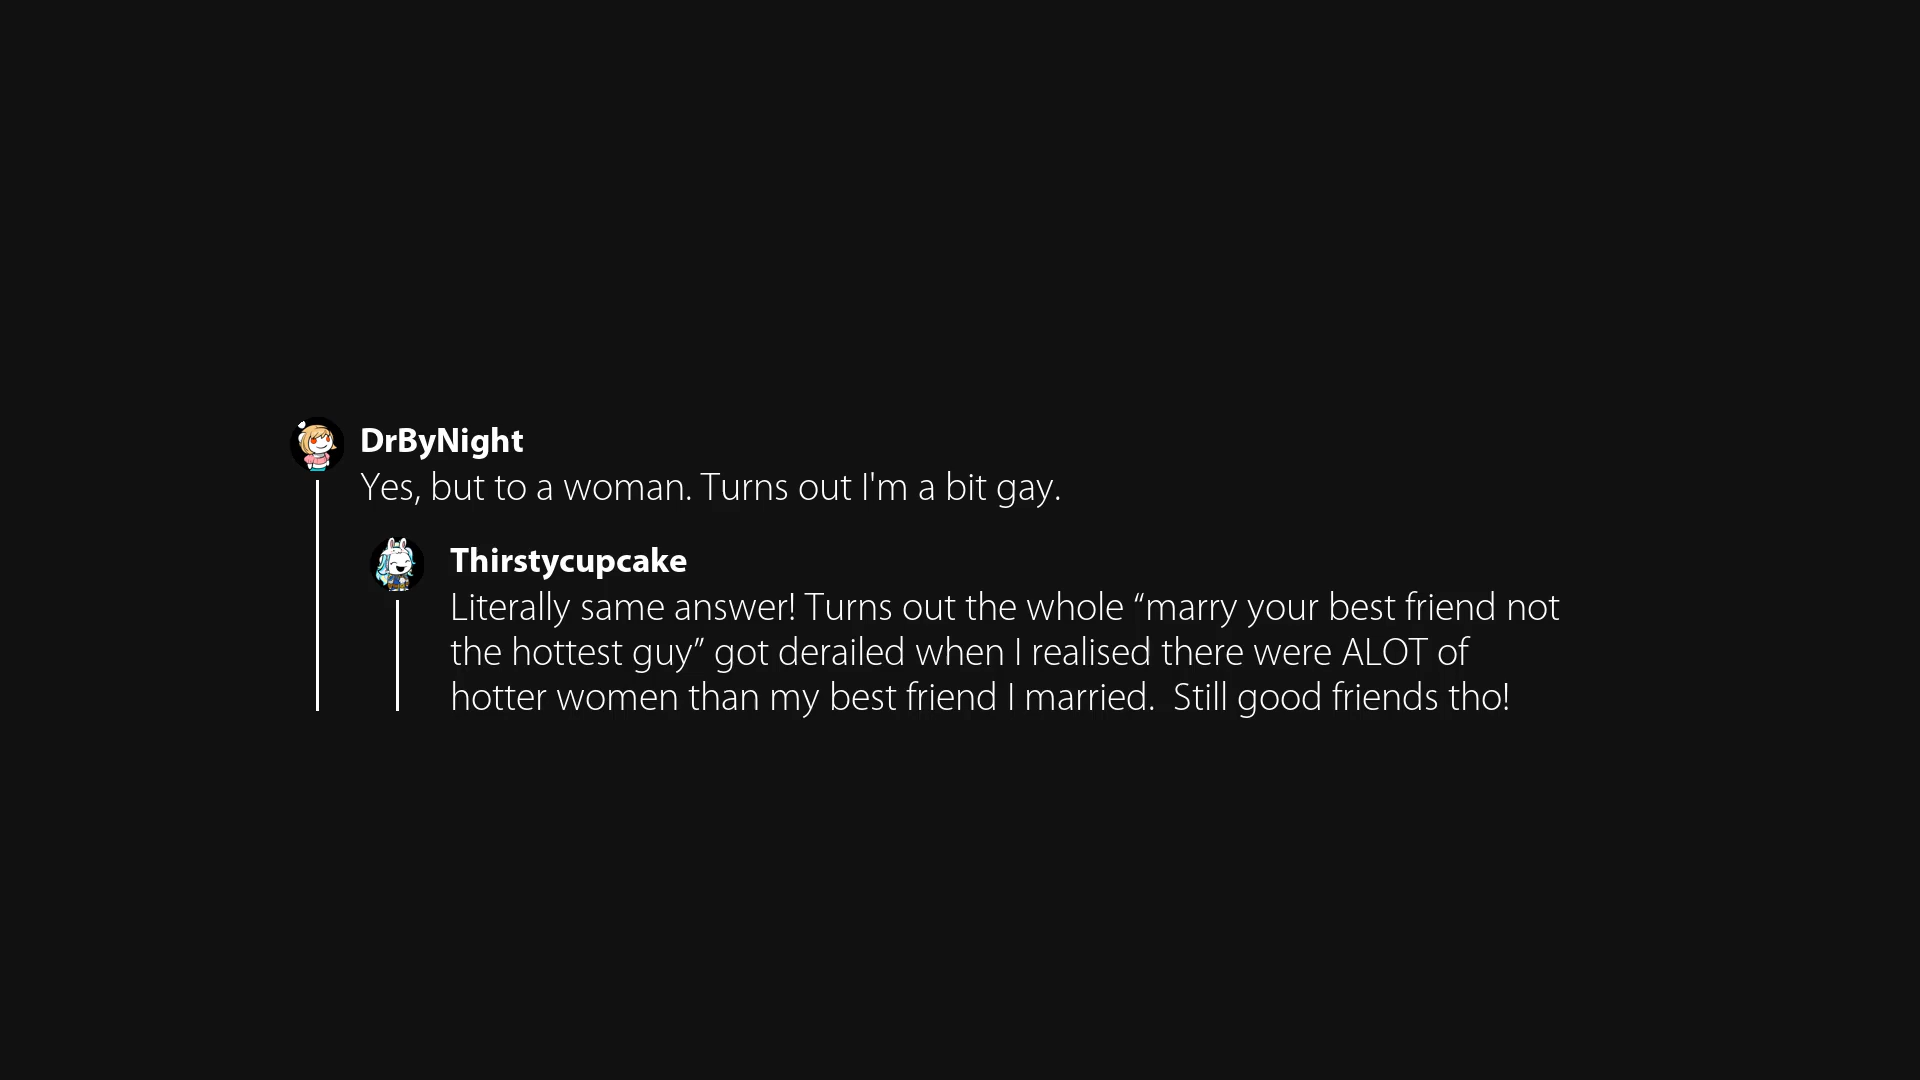 DrByNight
Yes, but to a woman. Turns out I'm a bit gay.
Thirstycupcake
Literally same answer! Turns out the whole “marry your best friend not
the hottest guy” got derailed when I realised there were ALOT of
hotter women than my best friend I married.  Still good friends tho!